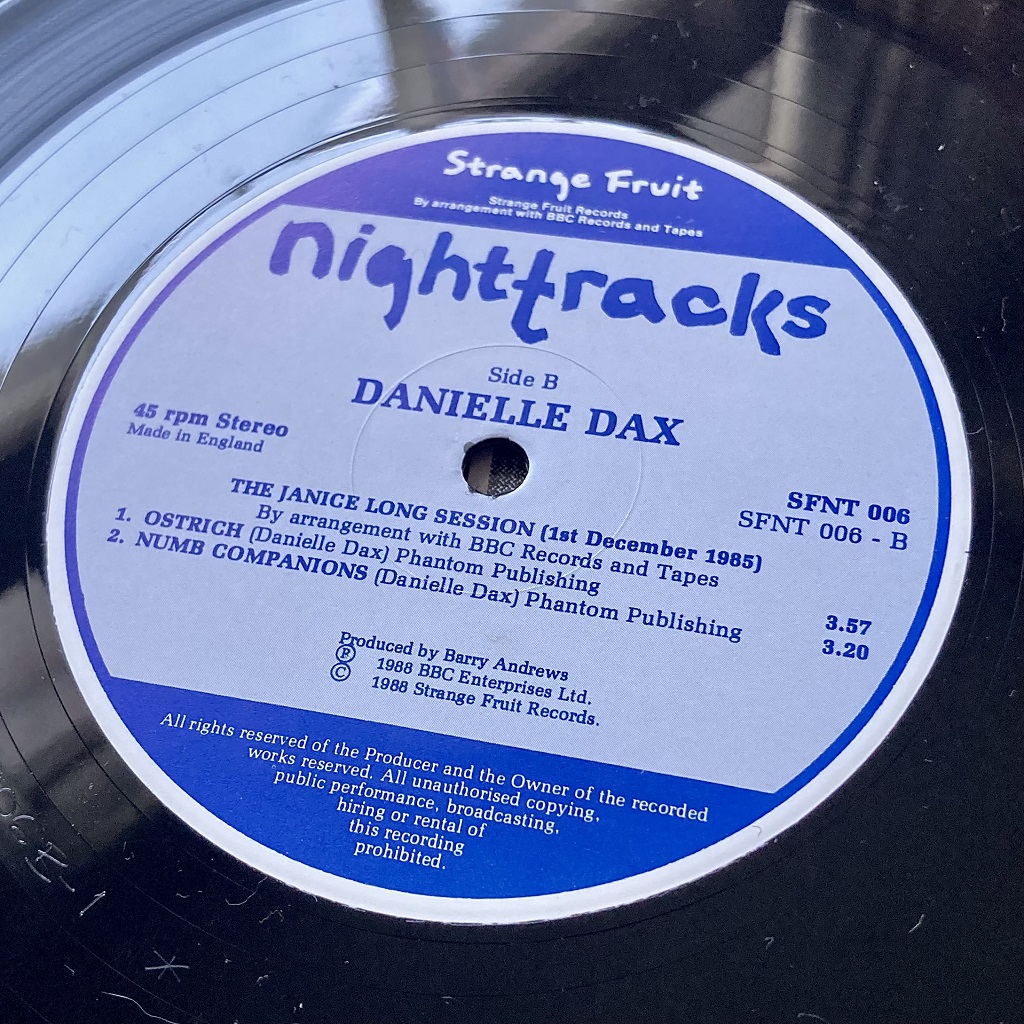 Strange Fruit
Strange Fruit Records
By arrangement with BBC Records and Tapes
nighttracks
Side B
DANIELLE DAX
45 rpm Stereo
Made in England
SFNT 006
SFNT 006 - B
THE JANICE LONG SESSION (1st December 1985)
By arrangement with BBC Records and Tapes
1. OSTRICH (Danielle Dax) Phantom Publishing 3.57
2. NUMB COMPANIONS (Danielle Dax) Phantom Publishing 3.20
Produced by Barry Andrews
Ⓟ 1988 BBC Enterprises Ltd.
© 1988 Strange Fruit Records.
All rights reserved of the Producer and the Owner of the recorded
works reserved. All unauthorised copying,
public performance, broadcasting,
hiring or rental of
this recording
prohibited.